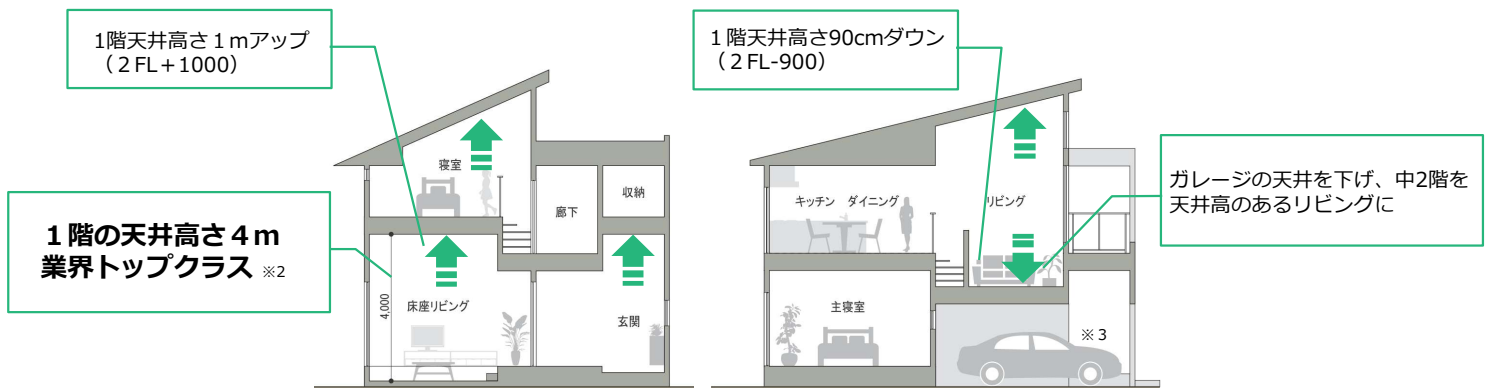 1階天井高さ１mアップ
（２FL＋1000）
１階の天井高さ４m
業界トップクラス ※2
寝室
廊下
収納
4,000
床座リビング
玄関
１階天井高さ90cmダウン
（２FL-900）
ガレージの天井を下げ、中2階を
天井高のあるリビングに
キッチン ダイニング
リビング
主寝室
※３